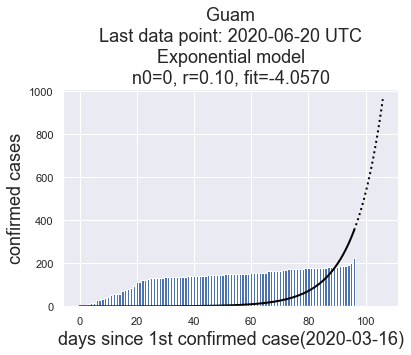 Guam
Last data point: 2020-06-20 UTC
Exponential model
n0=0, r=0.10, fit=-4.0570
1000
800
600
400
200
0
confirmed cases
0 20 40 60 80 100
days since 1st confirmed case(2020-03-16)